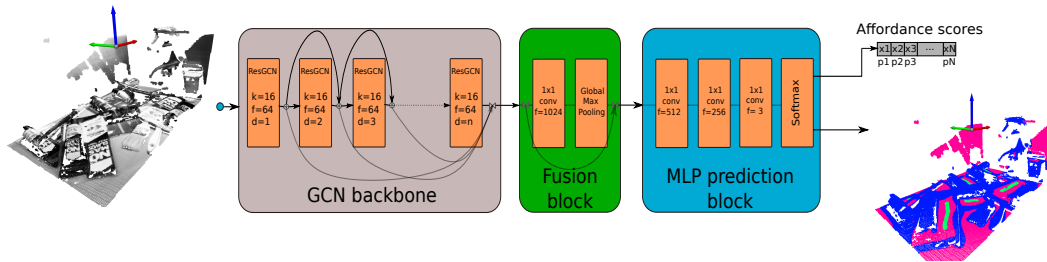 ResGCN
k=16
f=64
d=1
ResGCN
k=16
f=64
d=2
ResGCN
k=16
f=64
d=3
ResGCN
k=16
f=64
d=n
GCN backbone
1x1
conv
f=1024
Global
Max
Pooling
Fusion
block
1x1
conv
f=512
1x1
conv
f=256
1x1
conv
f= 3
Softmax
MLP prediction
block
Affordance scores
x1 x2 x3 ... xN
p1 p2 p3 pN